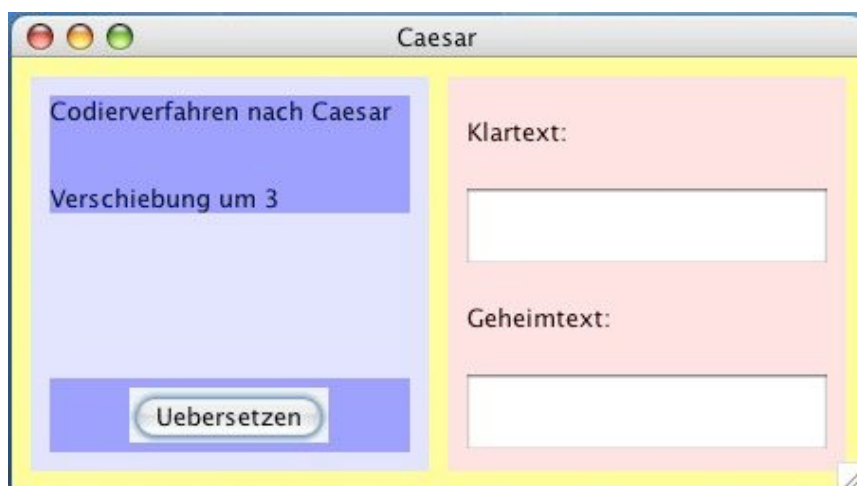 Caesar
Codierverfahren nach Caesar
Verschiebung um 3
Uebersetzen
Klartext:
Geheimtext: